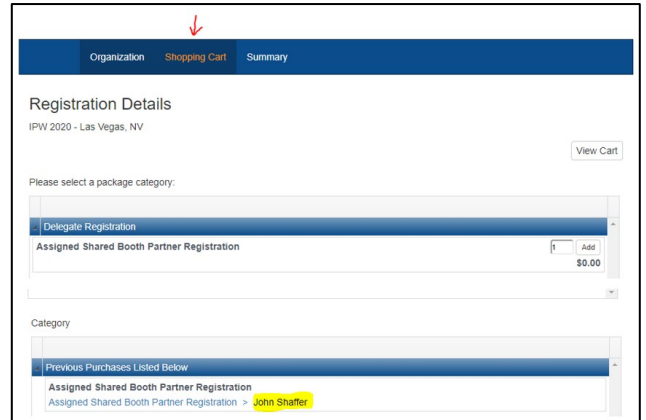 Organization Shopping Cart Summary
Registration Details
IPW 2020 - Las Vegas, NV
View Cart
Please select a package category:
Delegate Registration
Assigned Shared Booth Partner Registration 1 Add
$0.00
Category
Previous Purchases Listed Below
Assigned Shared Booth Partner Registration
Assigned Shared Booth Partner Registration > John Shaffer